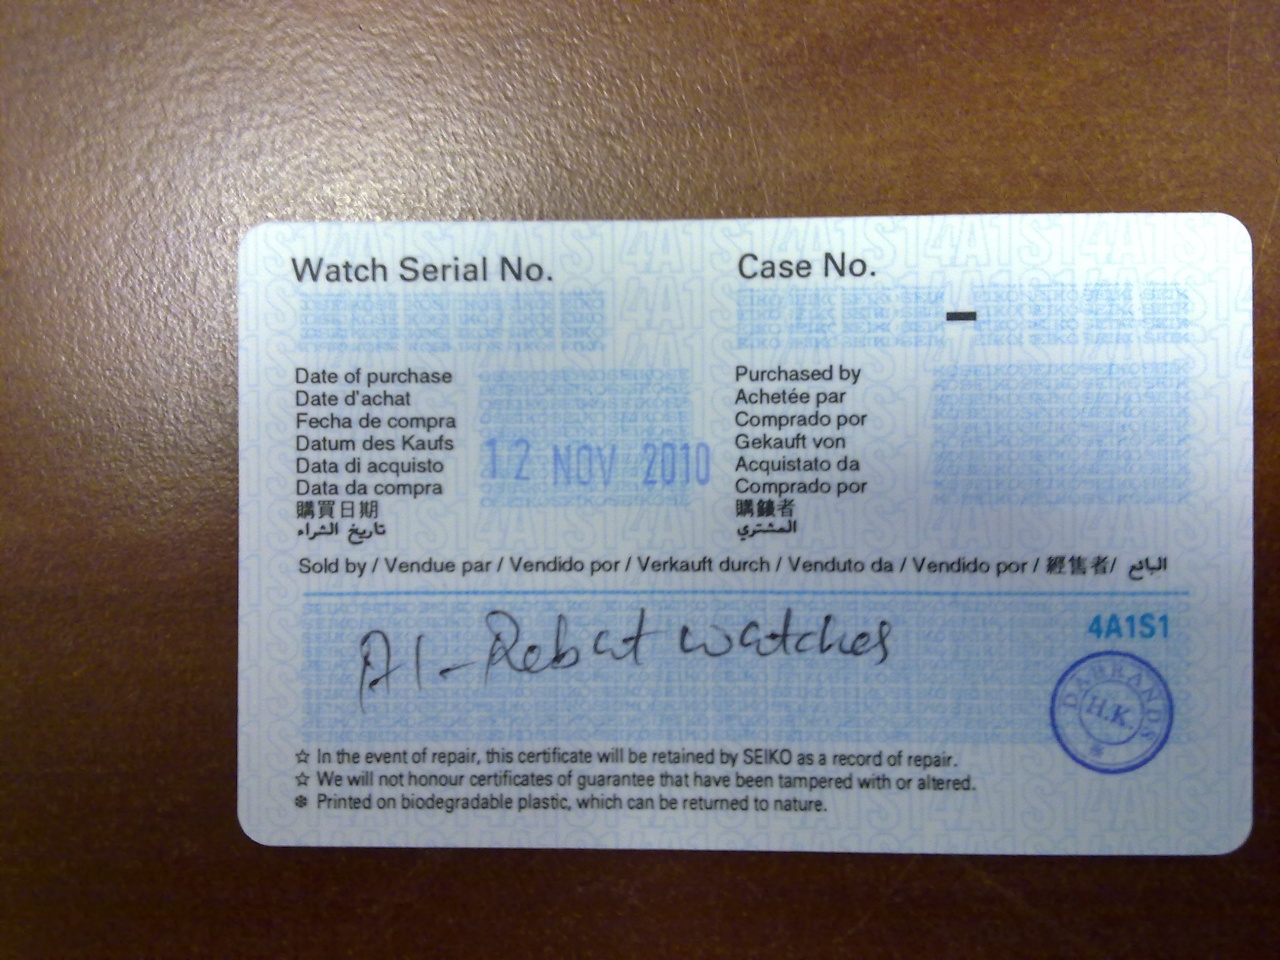 Watch Serial No.
Case No.
–
Date of purchase
Date d'achat
Fecha de compra
Datum des Kaufs
Data di acquisto
Data da compra
購買日期
تاريخ الشراء
12 NOV 2010
Purchased by
Achetée par
Comprado por
Gekauft von
Acquistato da
Comprado por
購買者
المشتري
Sold by / Vendue par / Vendido por / Verkauft durch / Venduto da / Vendido por / 經售者/ البائع
Al-Rebat watches
4A1S1
DABRANDS
H.K.
☆ In the event of repair, this certificate will be retained by SEIKO as a record of repair.
☆ We will not honour certificates of guarantee that have been tampered with or altered.
❄ Printed on biodegradable plastic, which can be returned to nature.